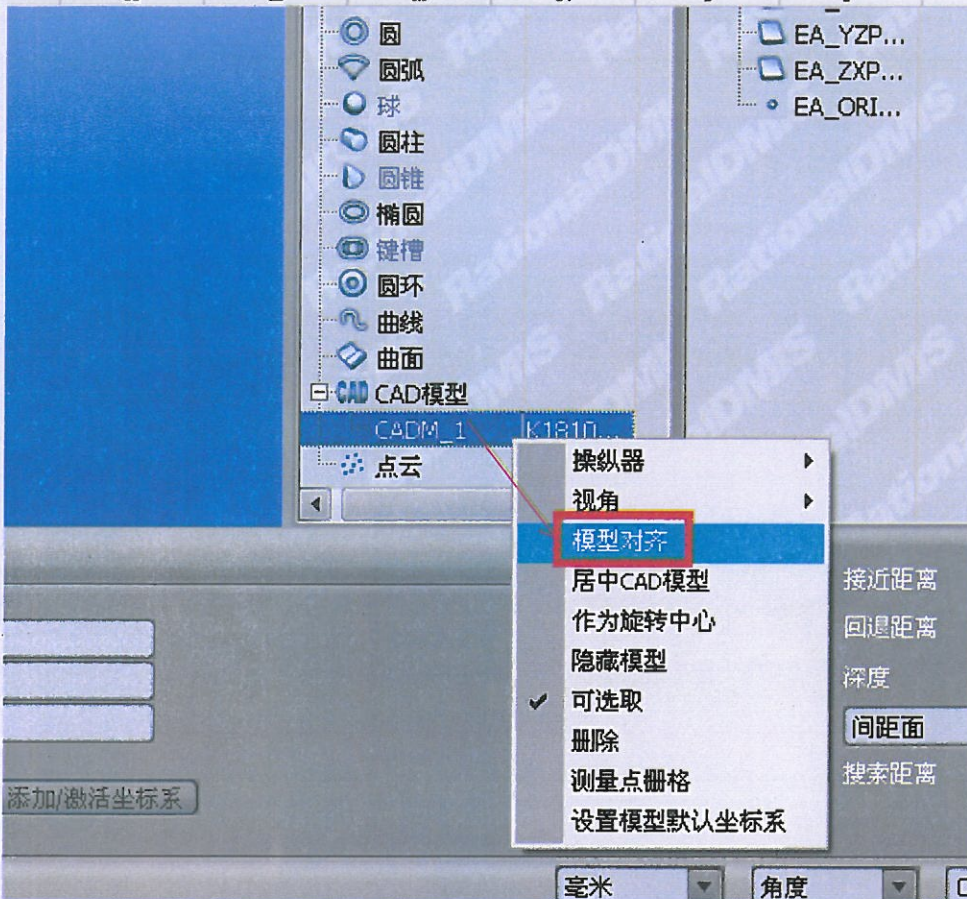 圆
圆弧
球
圆柱
圆锥
椭圆
键槽
圆环
曲线
曲面
CAD CAD模型
CADM_1 K1810...
点云
EA_YZP...
EA_ZXP...
EA_ORI...
操纵器
视角
模型对齐
居中CAD模型
作为旋转中心
隐藏模型
可选取
删除
测量点栅格
设置模型默认坐标系
接近距离
回退距离
深度
间距面
搜索距离
添加/激活坐标系
毫米
角度
RationalDMIS